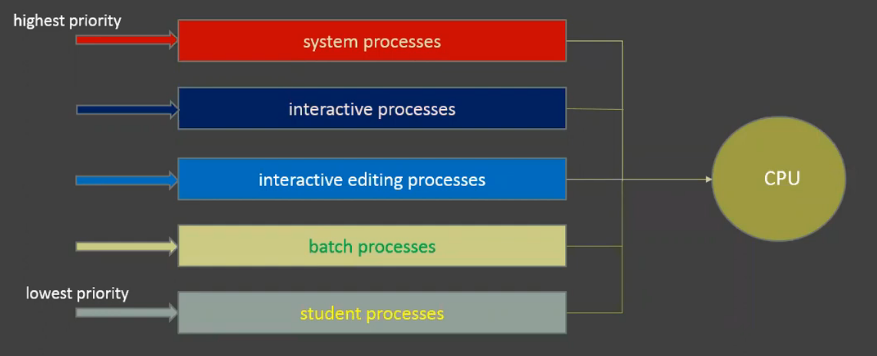 highest priority
system processes
interactive processes
interactive editing processes
CPU
batch processes
lowest priority
student processes